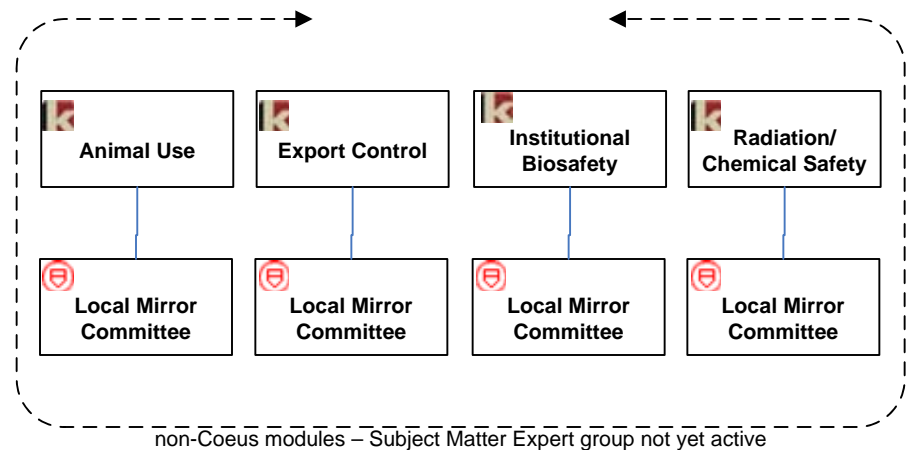 Animal Use
Export Control
Institutional
Biosafety
Radiation/
Chemical Safety
Local Mirror
Committee
Local Mirror
Committee
Local Mirror
Committee
Local Mirror
Committee
non-Coeus modules – Subject Matter Expert group not yet active